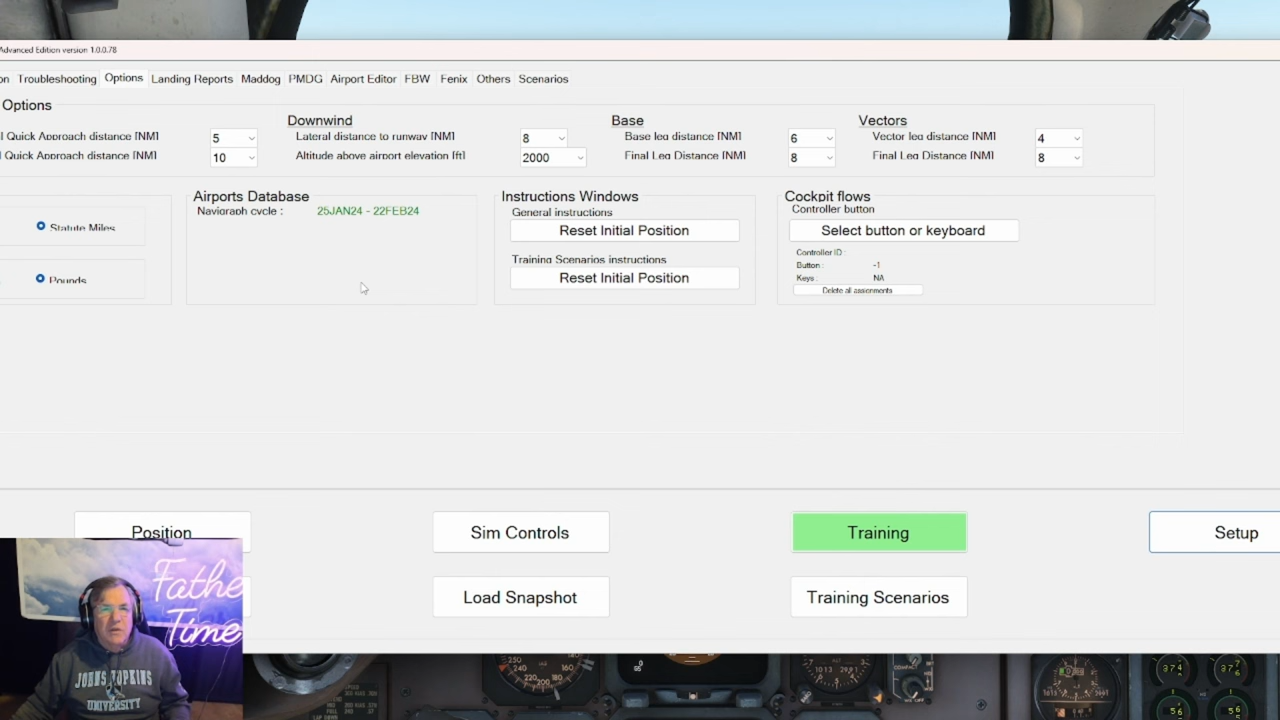 Advanced Edition version 1.0.0.78
on Troubleshooting Options Landing Reports Maddog PMDG Airport Editor FBW Fenix Others Scenarios
Options
Downwind Base Vectors
l Quick Approach distance [NM] 5 Lateral distance to runway [NM] 8 Base leg distance [NM] 6 Vector leg distance [NM] 4
l Quick Approach distance [NM] 10 Altitude above airport elevation [ft] 2000 Final Leg Distance [NM] 8 Final Leg Distance [NM] 8
Airports Database Instructions Windows Cockpit flows
Navigraph cycle : 25JAN24 - 22FEB24 General instructions Controller button
Statute Miles Reset Initial Position Select button or keyboard
Controller ID :
Training Scenarios instructions Button : -1
Pounds Reset Initial Position Keys : NA
Delete all assignments
Position Sim Controls Training Setup
Load Snapshot Training Scenarios
Fathe
Time
JOHNS HOPKINS
UNIVERSITY